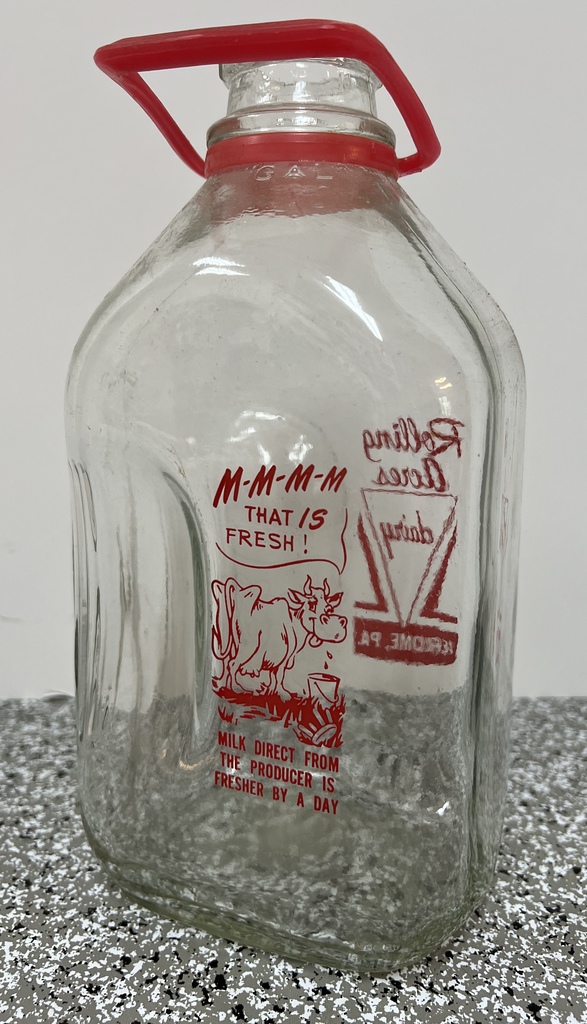 GAL
M-M-M-M
THAT IS
FRESH!
MILK DIRECT FROM
THE PRODUCER IS
FRESHER BY A DAY
Rolling
Acres
dairy
JEROME, PA.